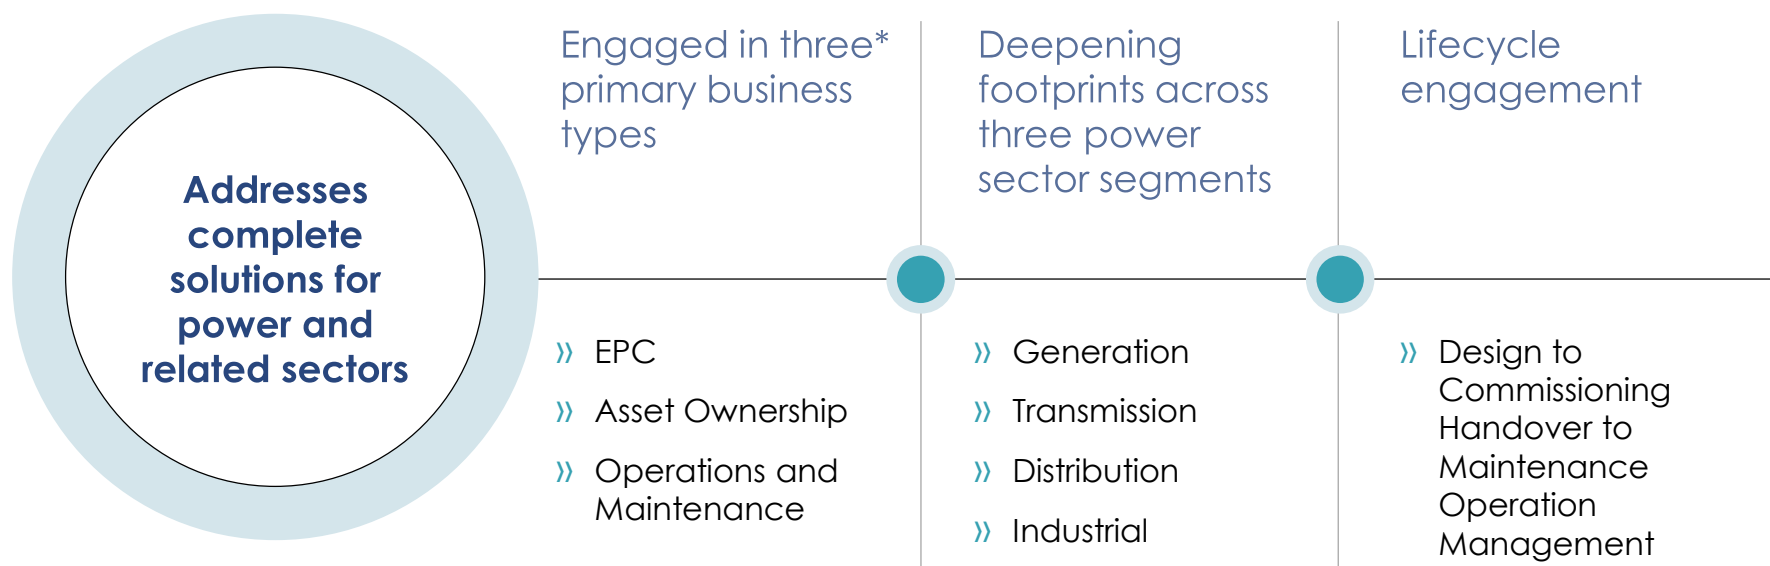 Addresses
complete
solutions for
power and
related sectors
Engaged in three*
primary business
types
» EPC
» Asset Ownership
» Operations and
Maintenance
Deepening
footprints across
three power
sector segments
» Generation
» Transmission
» Distribution
» Industrial
Lifecycle
engagement
» Design to
Commissioning
Handover to
Maintenance
Operation
Management